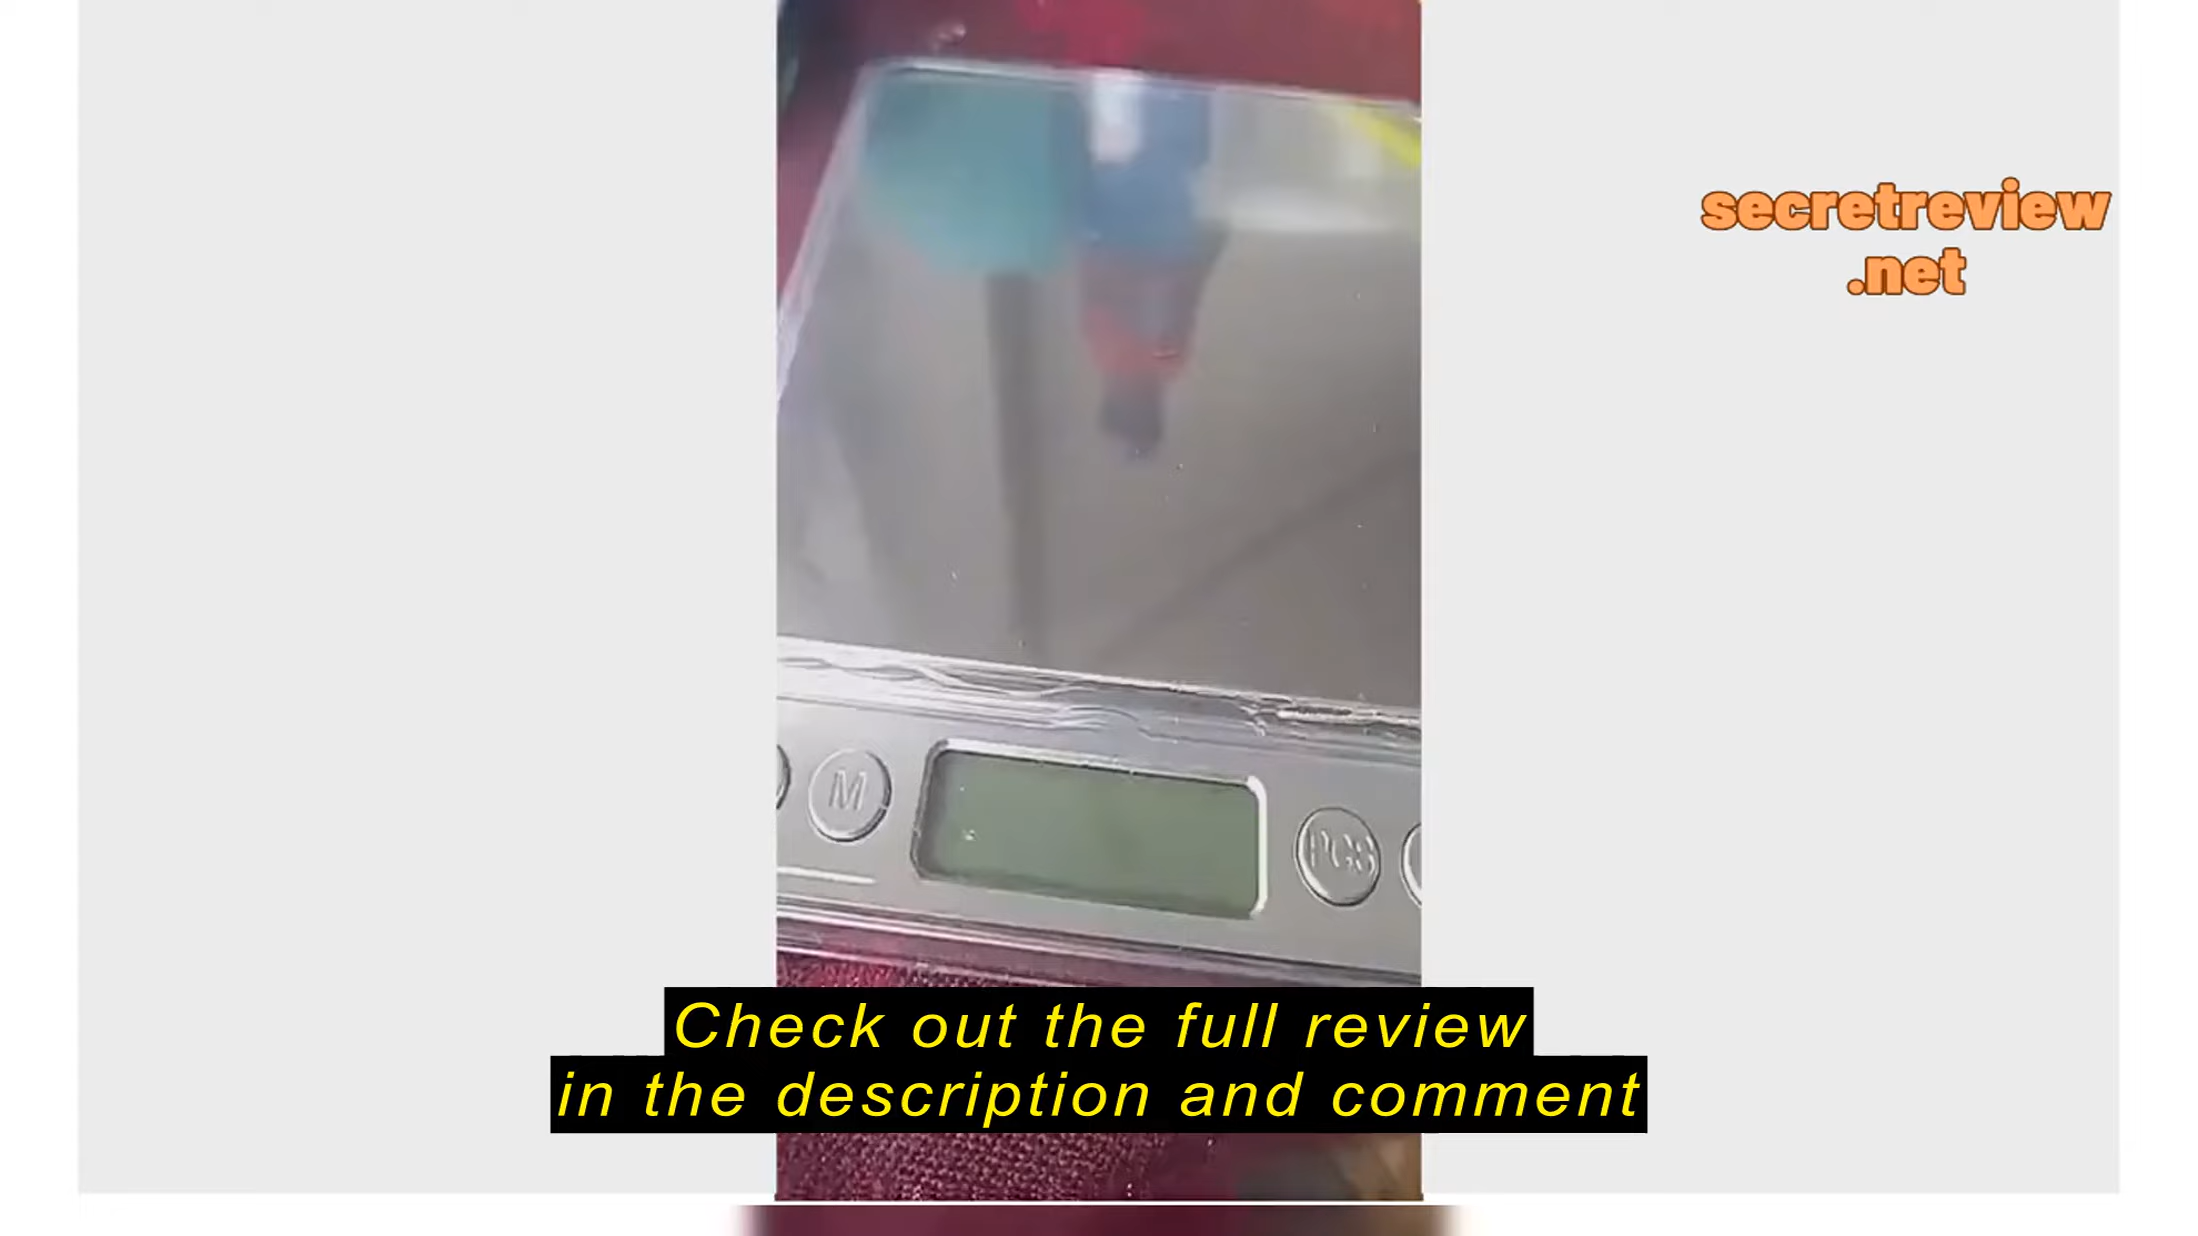 secretreview
.net
M
PCS
Check out the full review
in the description and comment